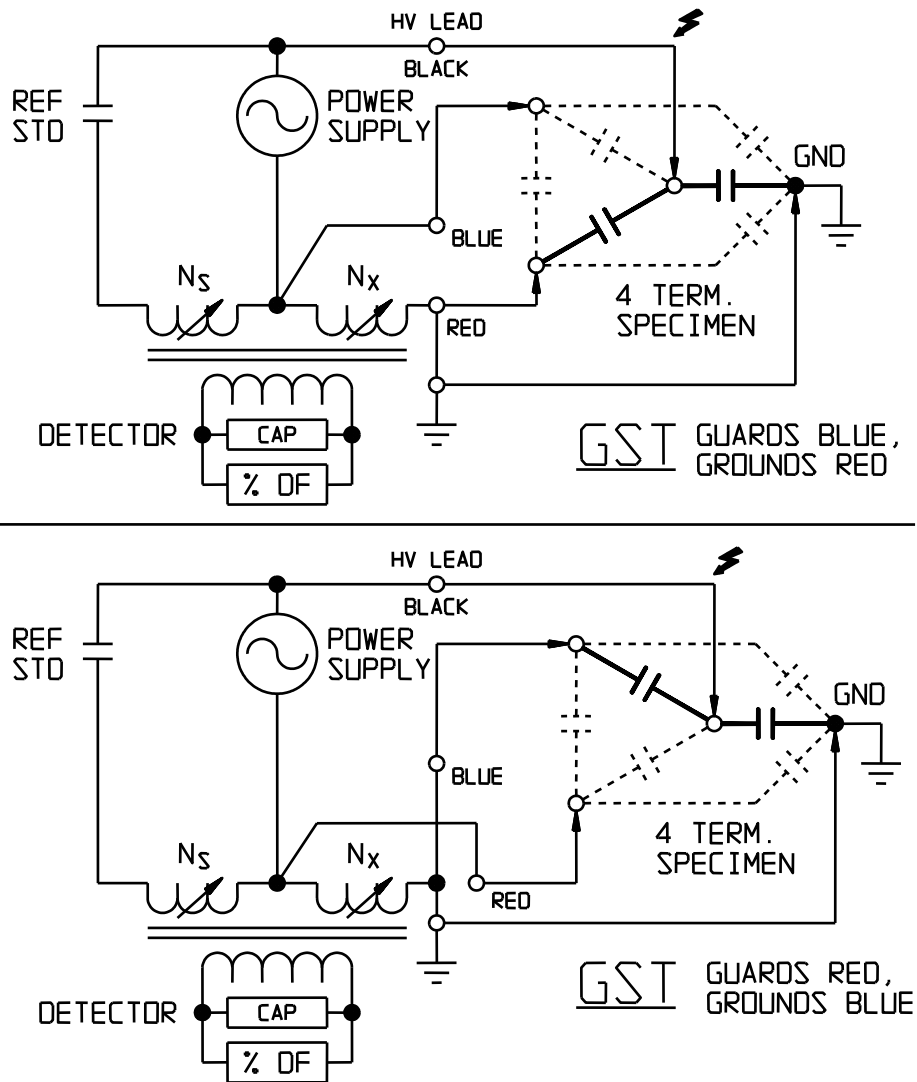 HV LEAD
BLACK
REF
STD
POWER
SUPPLY
GND
BLUE
NS
NX
RED
4 TERM.
SPECIMEN
DETECTOR
CAP
% DF
GST
GUARDS BLUE,
GROUNDS RED
HV LEAD
BLACK
REF
STD
POWER
SUPPLY
GND
BLUE
4 TERM.
SPECIMEN
NS
NX
RED
DETECTOR
CAP
% DF
GST
GUARDS RED,
GROUNDS BLUE